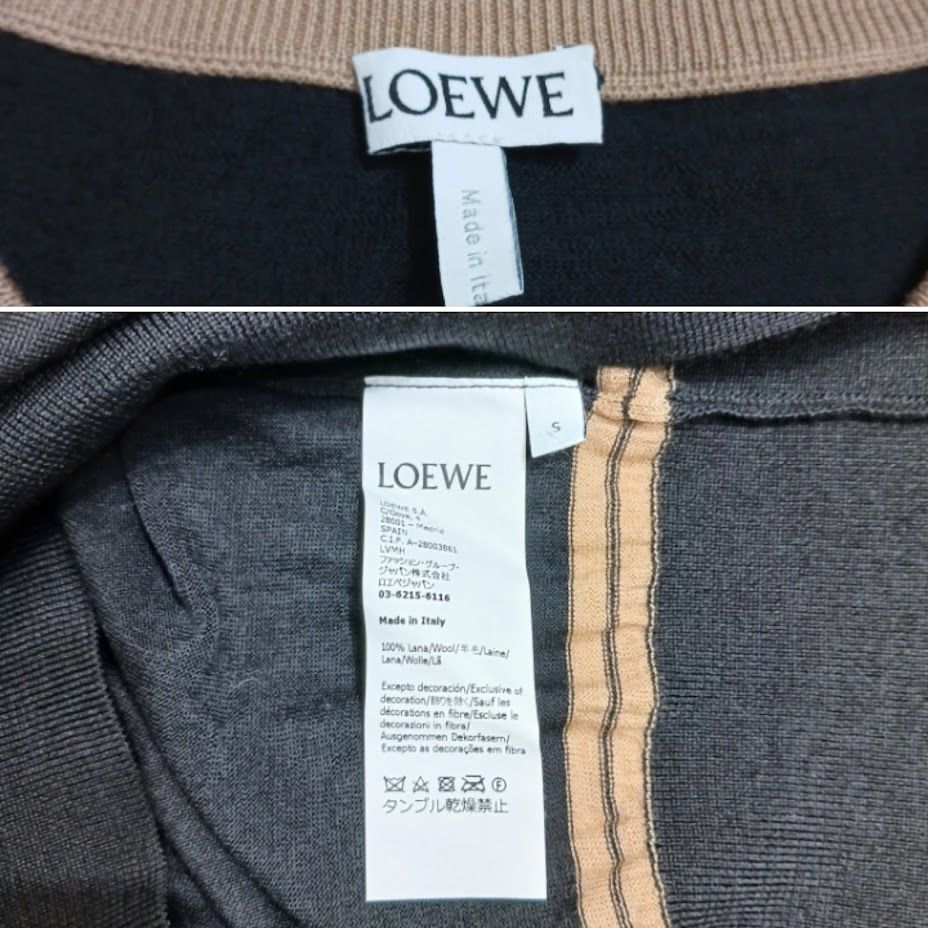 LOEWE
Made in Ita
S
LOEWE
LOEWE S.A.
C/Goya, 4
28001 – Madrid
SPAIN
C.I.F. A-28003861
LVMH
ファッション・グループ・
ジャパン株式会社
ロエベジャパン
03-6215-6116
Made in Italy
100% Lana/Wool/羊毛/Laine/
Lana/Wolle/Lã
Excepto decoración/Exclusive of
decoration/飾りを除く/Sauf les
décorations en fibre/Escluse le
decorazioni in fibra/
Ausgenommen Dekorfasern/
Excepto as decorações em fibra
タンブル乾燥禁止